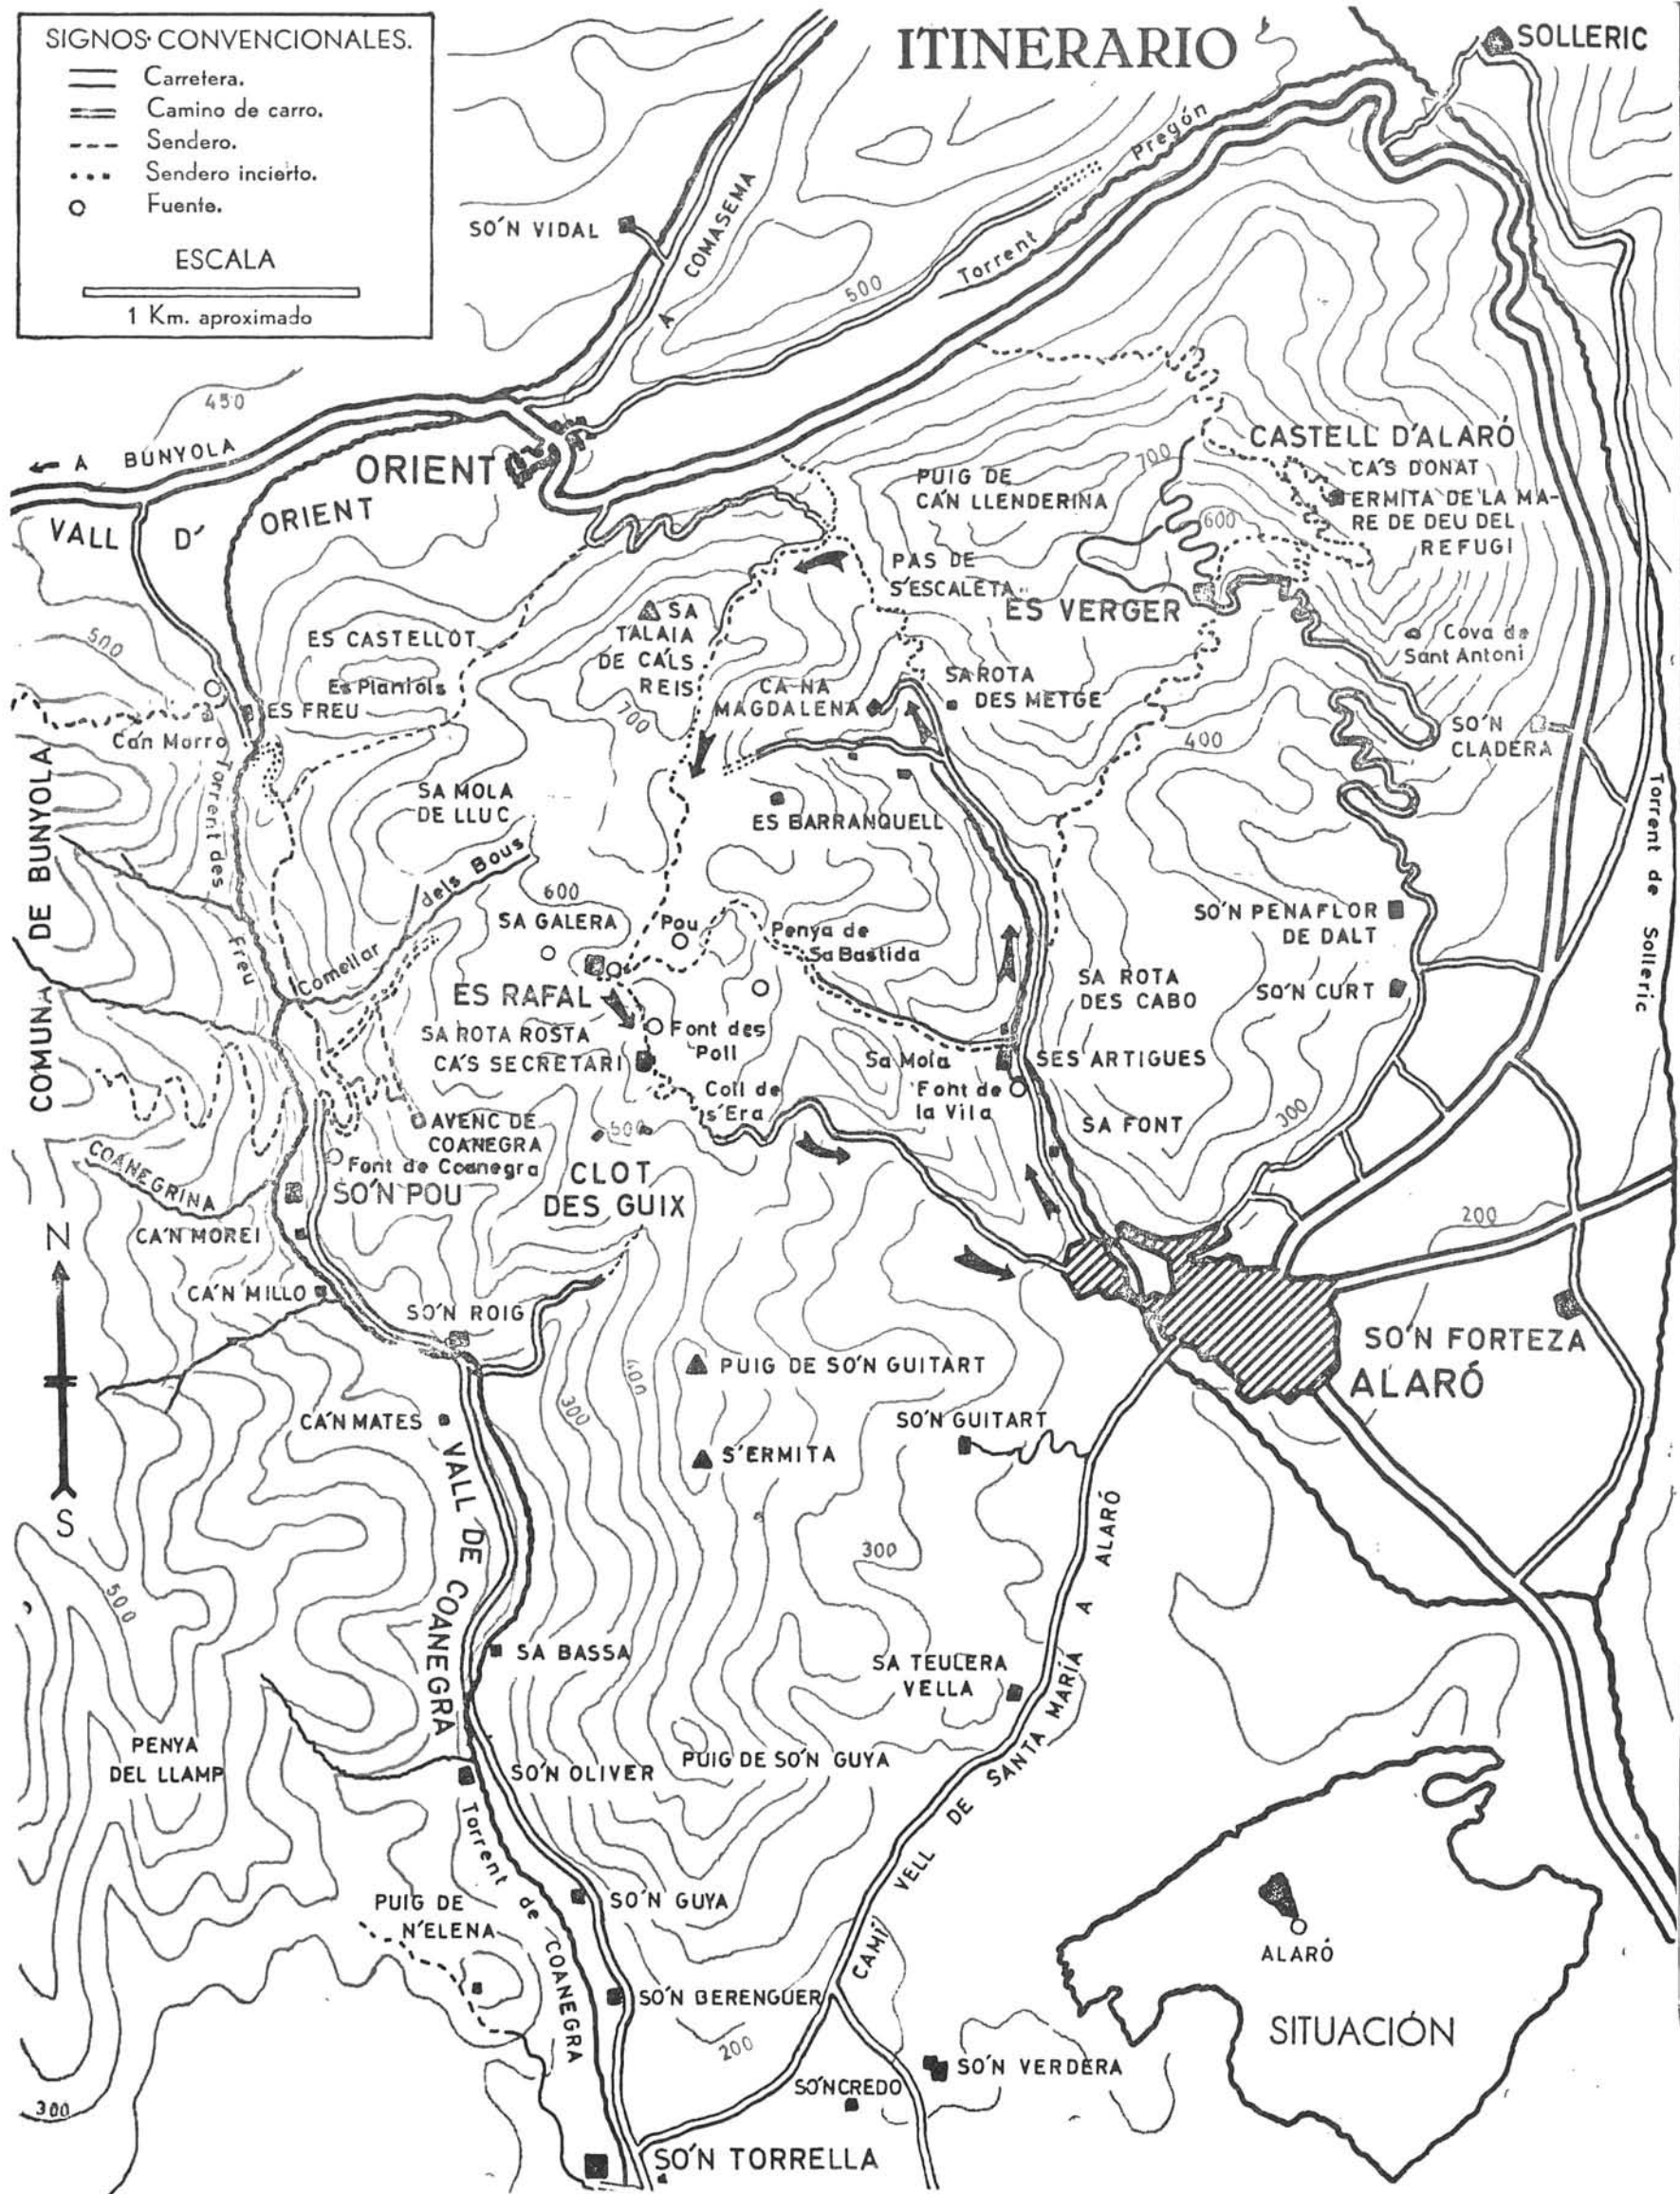 SIGNOS CONVENCIONALES.
Carretera.
Camino de carro.
Sendero.
Sendero incierto.
Fuente.
ESCALA
1 Km. aproximado
ITINERARIO
SOLLERIC
SO'N VIDAL
A COMASEMA
Torrent Pregón
500
450
← A BUNYOLA
ORIENT
VALL D' ORIENT
CASTELL D'ALARÓ
CA'S DONAT
ERMITA DE LA MA-
RE DE DEU DEL
REFUGI
PUIG DE
CAN LLENDERINA
700
600
PAS DE
S'ESCALETA
ES VERGER
SA
TALAIA
DE CALS
REIS
700
ES CASTELLOT
Es Planiols
500
ES FREU
Can Morro
Torrent des Freu
Cova de
Sant Antoni
SA ROTA
DES METGE
CA NA
MAGDALENA
SO'N
CLADERA
400
SA MOLA
DE LLUC
ES BARRANQUELL
COMUNA DE BUNYOLA
Comellar dels Bous
600
SA GALERA
Pou
Penya de
Sa Bastida
SO'N PENAFLOR
DE DALT
Torrent de Solleric
ES RAFAL
SA ROTA
DES CABO
SO'N CURT
SA ROTA ROSTA
Font des
Poll
CA'S SECRETARI
Sa Mola
SES ARTIGUES
Coll de
s'Era
Font de
la Vila
SA FONT
300
AVENC DE
COANEGRA
500
Font de Coanegra
COANEGRINA
SO'N POU
CLOT
DES GUIX
CA'N MOREI
200
N
CA'N MILLO
SO'N ROIG
SO'N FORTEZA
ALARÓ
PUIG DE SO'N GUITART
400
300
CA'N MATES
SO'N GUITART
S'ERMITA
S
VALL DE COANEGRA
300
500
SA BASSA
SA TEULERA
VELLA
CAMÍ VELL DE SANTA MARÍA A ALARÓ
PENYA
DEL LLAMP
SO'N OLIVER
PUIG DE SO'N GUYA
Torrent de COANEGRA
PUIG DE
N'ELENA
SO'N GUYA
ALARÓ
SITUACIÓN
SO'N BERENGUER
200
SO'N VERDERA
SO'N CREDO
300
SO'N TORRELLA